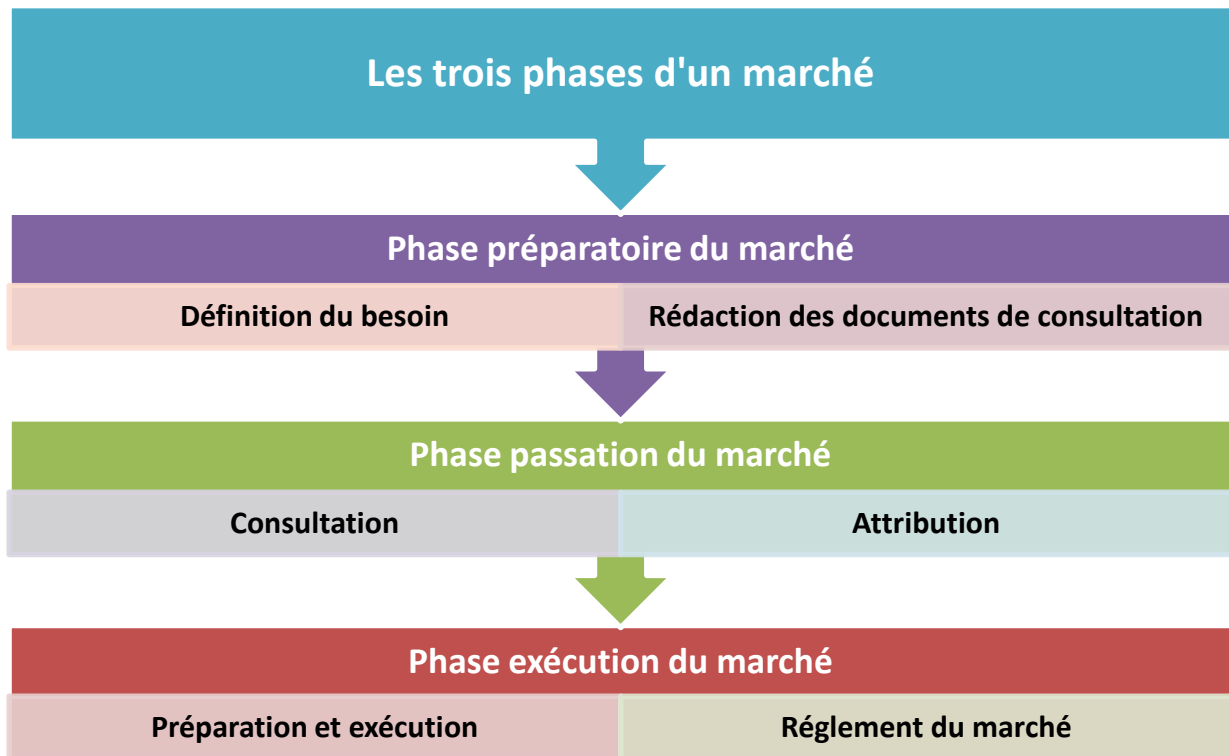 Les trois phases d'un marché
Phase préparatoire du marché
Définition du besoin
Rédaction des documents de consultation
Phase passation du marché
Consultation
Attribution
Phase exécution du marché
Préparation et exécution
Réglement du marché